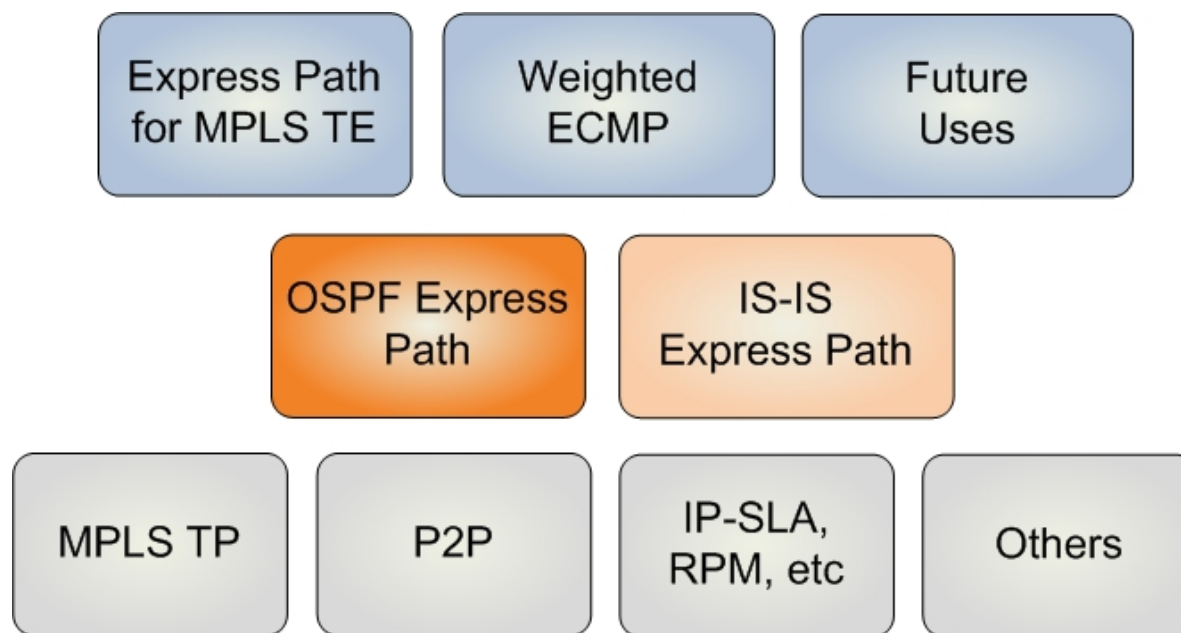 Express Path
for MPLS TE
Weighted
ECMP
Future
Uses
OSPF Express
Path
IS-IS
Express Path
MPLS TP
P2P
IP-SLA,
RPM, etc
Others